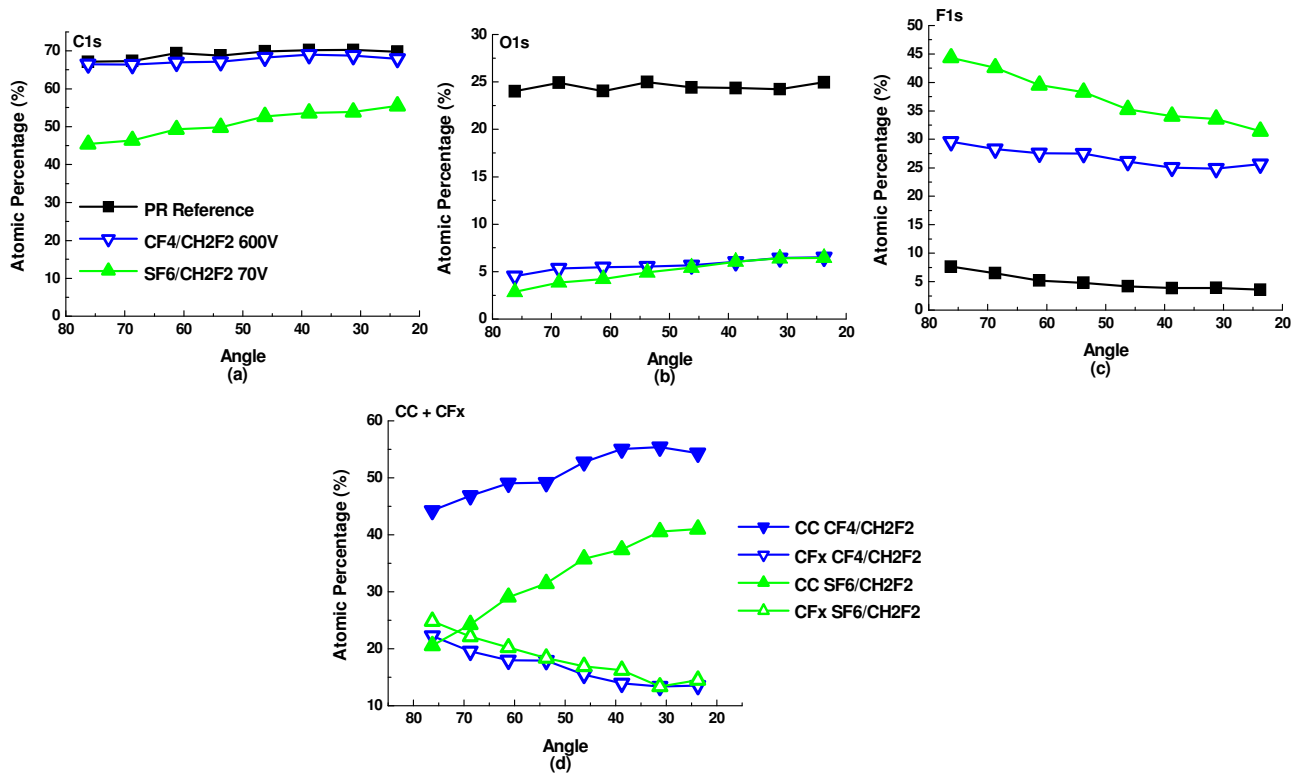 C1s
Atomic Percentage (%)
70
60
50
40
30
20
10
0
PR Reference
CF4/CH2F2 600V
SF6/CH2F2 70V
80 70 60 50 40 30 20
Angle
(a)
O1s
Atomic Percentage (%)
30
25
20
15
10
5
0
80 70 60 50 40 30 20
Angle
(b)
F1s
Atomic Percentage (%)
50
45
40
35
30
25
20
15
10
5
0
80 70 60 50 40 30 20
Angle
(c)
CC + CFx
Atomic Percentage (%)
60
50
40
30
20
10
80 70 60 50 40 30 20
Angle
(d)
CC CF4/CH2F2
CFx CF4/CH2F2
CC SF6/CH2F2
CFx SF6/CH2F2